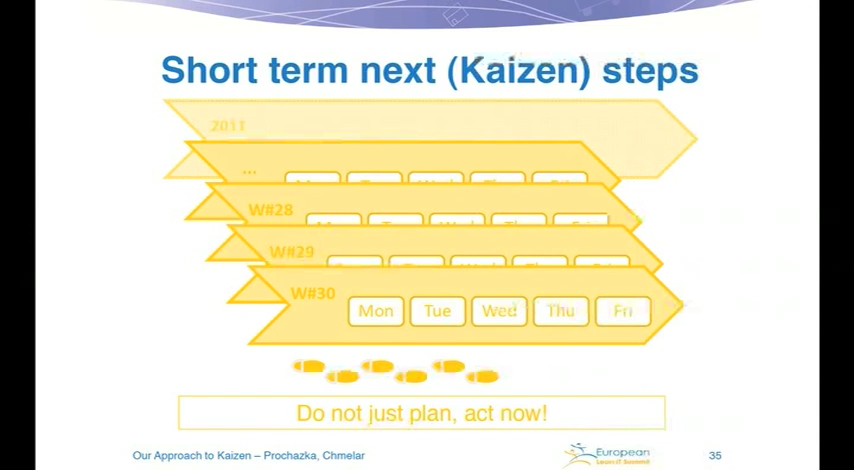 Short term next (Kaizen) steps
2011
...
W#28
W#29
W#30
Mon Tue Wed Thu Fri
Do not just plan, act now!
Our Approach to Kaizen – Prochazka, Chmelar
European
Lean IT Summit
35